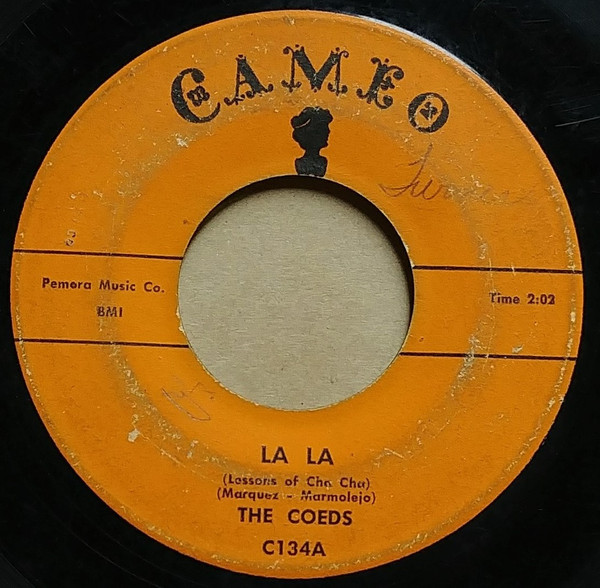 CAMEO
Pemora Music Co.
BMI
Time 2:02
LA LA
(Lessons of Cha Cha)
(Marquez - Marmolejo)
THE COEDS
C134A